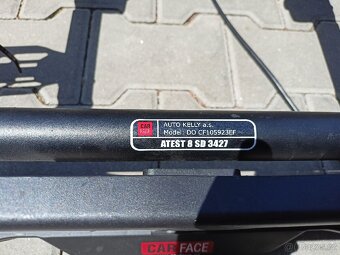 AUTO KELLY a.s.
Model: DO CF105923EF
ATEST 8 SD 3427
CARFACE